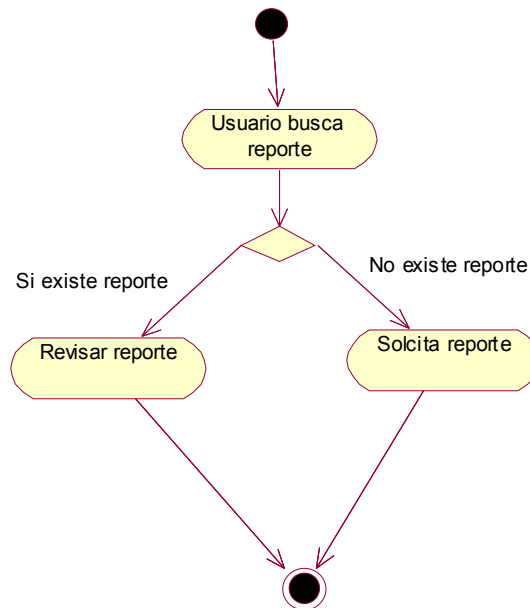 Usuario busca
reporte
No existe reporte
Si existe reporte
Revisar reporte
Solcita reporte